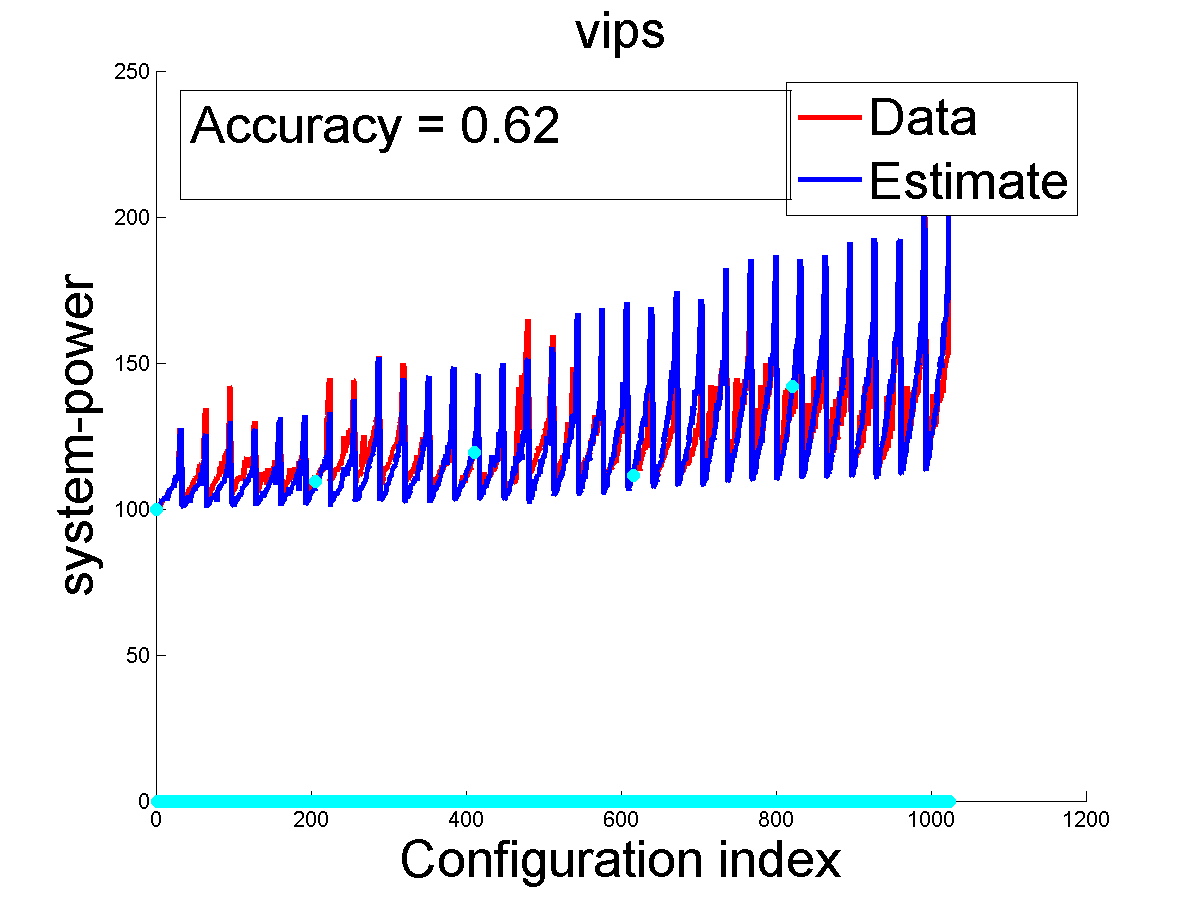 vips
250
200
150
100
50
0
system-power
Accuracy = 0.62
Data
Estimate
0 200 400 600 800 1000 1200
Configuration index